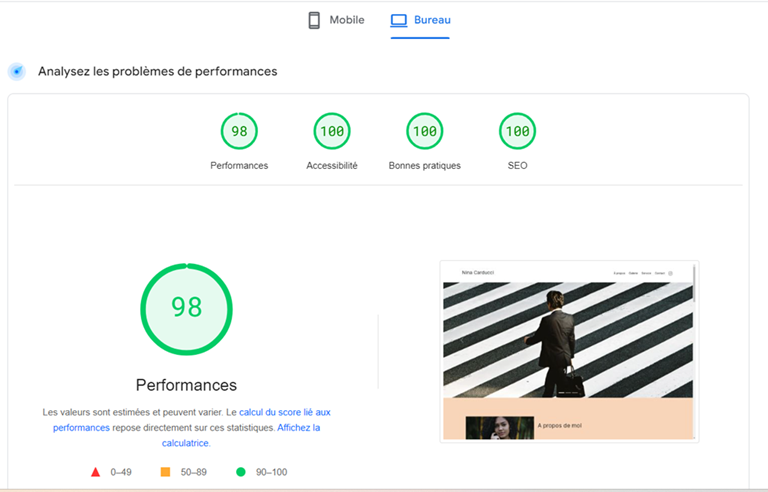 Mobile
Bureau
Analysez les problèmes de performances
98
100
100
100
Performances
Accessibilité
Bonnes pratiques
SEO
98
Performances
Les valeurs sont estimées et peuvent varier. Le calcul du score lié aux
performances repose directement sur ces statistiques. Affichez la
calculatrice.
0–49
50–89
90–100
Nina Carducci
À propos de moi